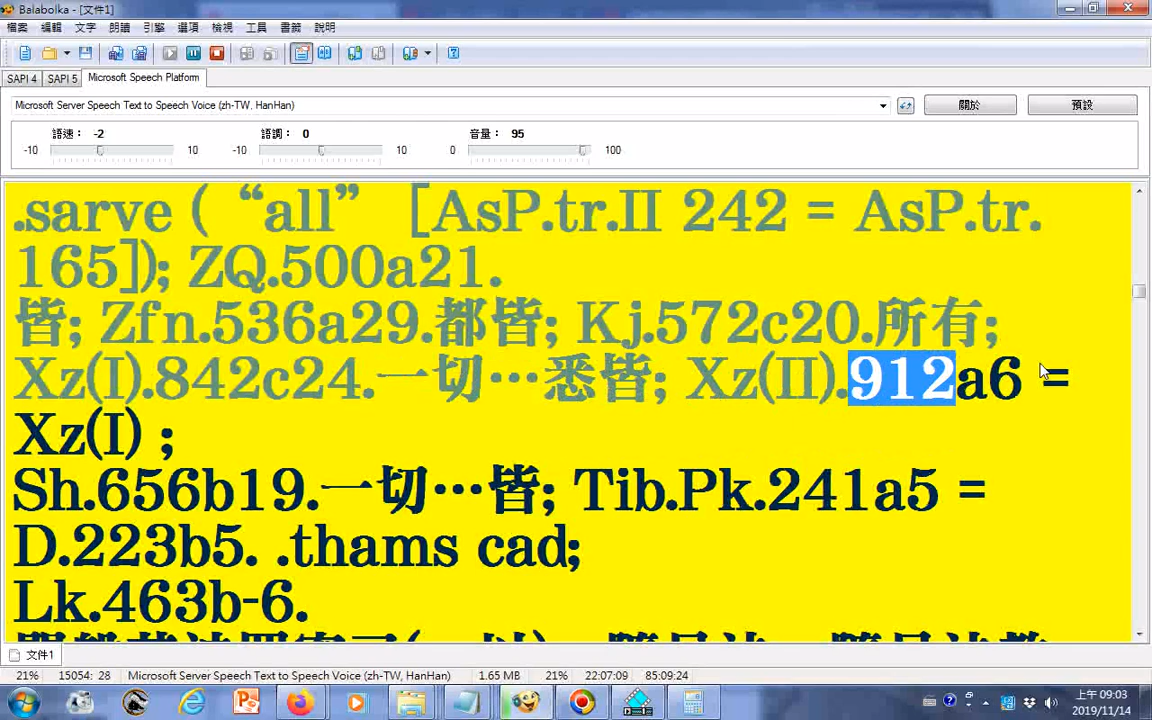 Balabolka - [文件1]
檔案 編輯 文字 朗讀 引擎 選項 檢視 工具 書籤 說明
SAPI 4 SAPI 5 Microsoft Speech Platform
Microsoft Server Speech Text to Speech Voice (zh-TW, HanHan) 關於 預設
語速： -2 語調： 0 音量： 95
-10 10 -10 10 0 100
.sarve (“all” [AsP.tr.II 242 = AsP.tr.
165]); ZQ.500a21.
皆; Zfn.536a29.都皆; Kj.572c20.所有;
Xz(I).842c24.一切…悉皆; Xz(II).912a6 =
Xz(I) ;
Sh.656b19.一切…皆; Tib.Pk.241a5 =
D.223b5. .thams cad;
Lk.463b-6.
文件1
21% 15054: 28 Microsoft Server Speech Text to Speech Voice (zh-TW, HanHan) 1.65 MB 21% 22:07:09 85:09:24
上午 09:03
2019/11/14